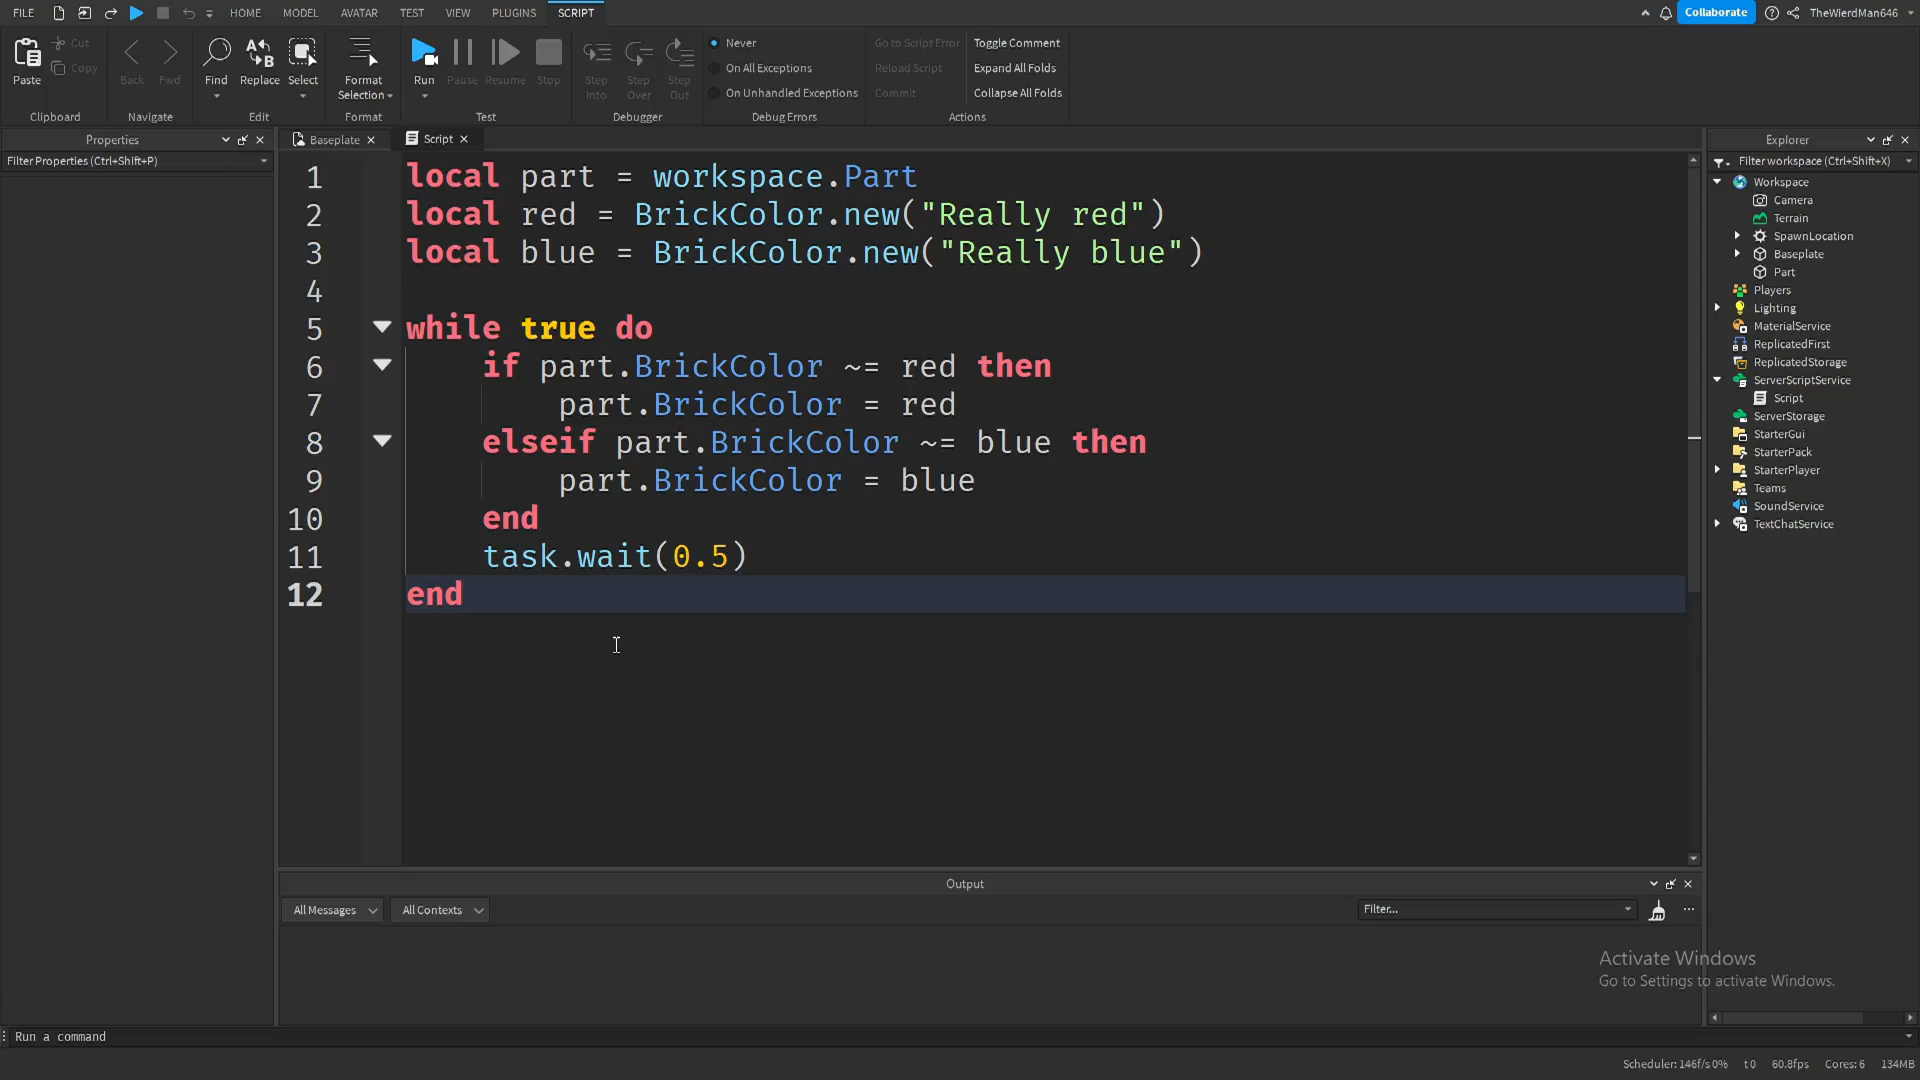 FILE HOME MODEL AVATAR TEST VIEW PLUGINS SCRIPT Collaborate TheWierdMan646
Paste Cut Copy
Back Fwd
Find Replace Select
Format Selection
Run Pause Resume Stop
Step Into Step Over Step Out
Never
On All Exceptions
On Unhandled Exceptions
Go to Script Error
Reload Script
Commit
Toggle Comment
Expand All Folds
Collapse All Folds
Clipboard Navigate Edit Format Test Debugger Debug Errors Actions
Properties
Filter Properties (Ctrl+Shift+P)
Baseplate Script
1 local part = workspace.Part
2 local red = BrickColor.new("Really red")
3 local blue = BrickColor.new("Really blue")
4
5 while true do
6 if part.BrickColor ~= red then
7 part.BrickColor = red
8 elseif part.BrickColor ~= blue then
9 part.BrickColor = blue
10 end
11 task.wait(0.5)
12 end
Explorer
Filter workspace (Ctrl+Shift+X)
Workspace
Camera
Terrain
SpawnLocation
Baseplate
Part
Players
Lighting
MaterialService
ReplicatedFirst
ReplicatedStorage
ServerScriptService
Script
ServerStorage
StarterGui
StarterPack
StarterPlayer
Teams
SoundService
TextChatService
Output
All Messages All Contexts Filter...
Activate Windows
Go to Settings to activate Windows.
Run a command
Scheduler: 146f/s 0% t 0 60.8fps Cores: 6 134MB